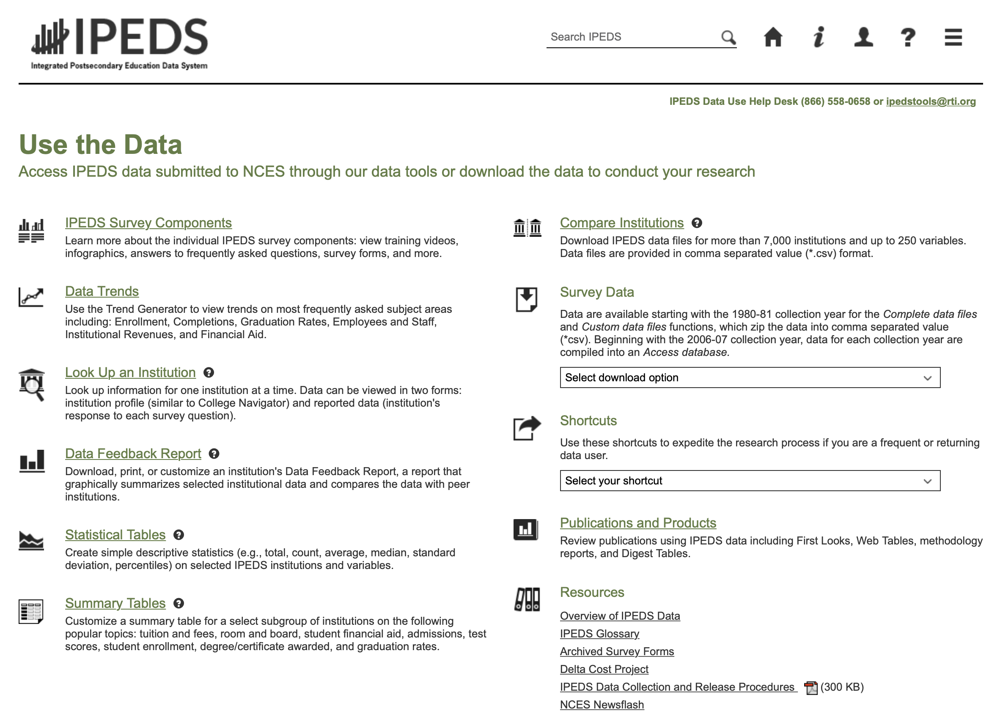 IPEDS
Integrated Postsecondary Education Data System
Search IPEDS
IPEDS Data Use Help Desk (866) 558-0658 or ipedstools@rti.org
Use the Data
Access IPEDS data submitted to NCES through our data tools or download the data to conduct your research
IPEDS Survey Components
Learn more about the individual IPEDS survey components: view training videos,
infographics, answers to frequently asked questions, survey forms, and more.
Data Trends
Use the Trend Generator to view trends on most frequently asked subject areas
including: Enrollment, Completions, Graduation Rates, Employees and Staff,
Institutional Revenues, and Financial Aid.
Look Up an Institution ?
Look up information for one institution at a time. Data can be viewed in two forms:
institution profile (similar to College Navigator) and reported data (institution's
response to each survey question).
Data Feedback Report ?
Download, print, or customize an institution's Data Feedback Report, a report that
graphically summarizes selected institutional data and compares the data with peer
institutions.
Statistical Tables ?
Create simple descriptive statistics (e.g., total, count, average, median, standard
deviation, percentiles) on selected IPEDS institutions and variables.
Summary Tables ?
Customize a summary table for a select subgroup of institutions on the following
popular topics: tuition and fees, room and board, student financial aid, admissions, test
scores, student enrollment, degree/certificate awarded, and graduation rates.
Compare Institutions ?
Download IPEDS data files for more than 7,000 institutions and up to 250 variables.
Data files are provided in comma separated value (*.csv) format.
Survey Data
Data are available starting with the 1980-81 collection year for the Complete data files
and Custom data files functions, which zip the data into comma separated value
(*csv). Beginning with the 2006-07 collection year, data for each collection year are
compiled into an Access database.
Select download option
Shortcuts
Use these shortcuts to expedite the research process if you are a frequent or returning
data user.
Select your shortcut
Publications and Products
Review publications using IPEDS data including First Looks, Web Tables, methodology
reports, and Digest Tables.
Resources
Overview of IPEDS Data
IPEDS Glossary
Archived Survey Forms
Delta Cost Project
IPEDS Data Collection and Release Procedures (300 KB)
NCES Newsflash